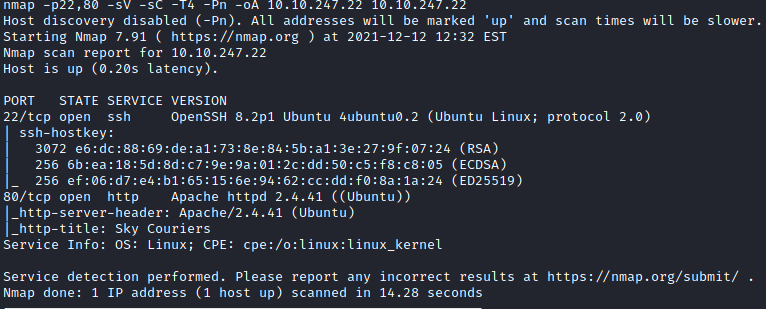 nmap -p22,80 -sV -sC -T4 -Pn -oA 10.10.247.22 10.10.247.22
Host discovery disabled (-Pn). All addresses will be marked 'up' and scan times will be slower.
Starting Nmap 7.91 ( https://nmap.org ) at 2021-12-12 12:32 EST
Nmap scan report for 10.10.247.22
Host is up (0.20s latency).

PORT   STATE SERVICE VERSION
22/tcp open  ssh     OpenSSH 8.2p1 Ubuntu 4ubuntu0.2 (Ubuntu Linux; protocol 2.0)
| ssh-hostkey:
|   3072 e6:dc:88:69:de:a1:73:8e:84:5b:a1:3e:27:9f:07:24 (RSA)
|   256 6b:ea:18:5d:8d:c7:9e:9a:01:2c:dd:50:c5:f8:c8:05 (ECDSA)
|_  256 ef:06:d7:e4:b1:65:15:6e:94:62:cc:dd:f0:8a:1a:24 (ED25519)
80/tcp open  http    Apache httpd 2.4.41 ((Ubuntu))
|_http-server-header: Apache/2.4.41 (Ubuntu)
|_http-title: Sky Couriers
Service Info: OS: Linux; CPE: cpe:/o:linux:linux_kernel

Service detection performed. Please report any incorrect results at https://nmap.org/submit/ .
Nmap done: 1 IP address (1 host up) scanned in 14.28 seconds